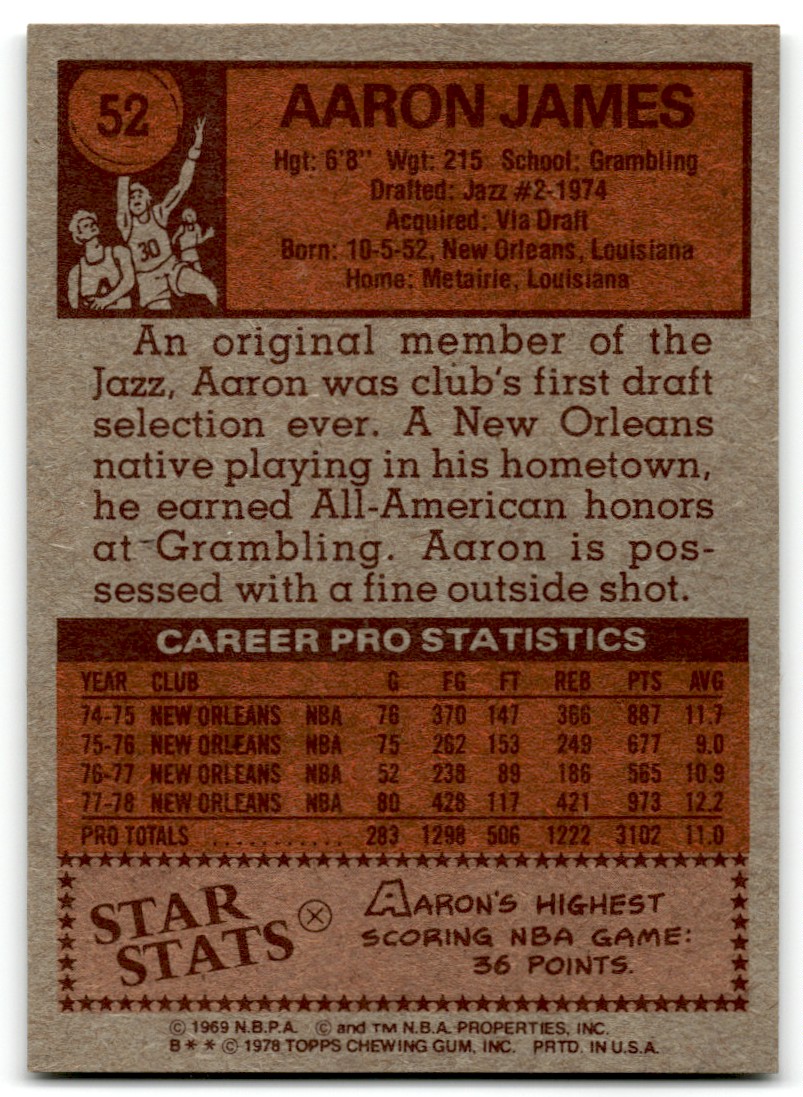 52
AARON JAMES
Hgt: 6'8" Wgt: 215 School: Grambling
Drafted: Jazz #2-1974
Acquired: Via Draft
Born: 10-5-52, New Orleans, Louisiana
Home: Metairie, Louisiana
30
An original member of the
Jazz, Aaron was club's first draft
selection ever. A New Orleans
native playing in his hometown,
he earned All-American honors
at Grambling. Aaron is pos-
sessed with a fine outside shot.
CAREER PRO STATISTICS
YEAR CLUB G FG FT REB PTS AVG
74-75 NEW ORLEANS NBA 76 370 147 366 887 11.7
75-76 NEW ORLEANS NBA 75 262 153 249 677 9.0
76-77 NEW ORLEANS NBA 52 238 89 186 565 10.9
77-78 NEW ORLEANS NBA 80 428 117 421 973 12.2
PRO TOTALS . . . . . . . . . . . 283 1298 506 1222 3102 11.0
STAR
STATS
AARON'S HIGHEST
SCORING NBA GAME:
36 POINTS.
© 1969 N.B.P.A. © and TM N.B.A. PROPERTIES, INC.
B** © 1978 TOPPS CHEWING GUM, INC. PRTD. IN U.S.A.